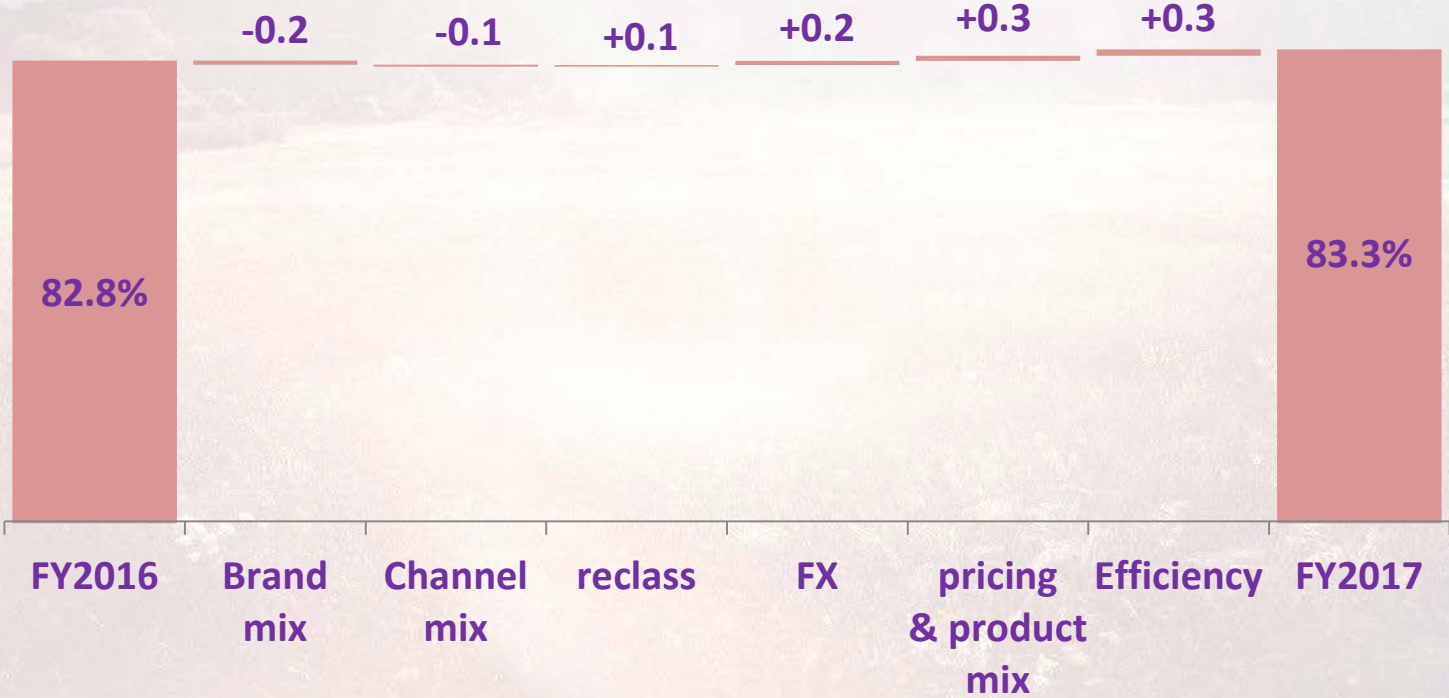 -0.2
-0.1
+0.1
+0.2
+0.3
+0.3
82.8%
83.3%
FY2016
Brand
mix
Channel
mix
reclass
FX
pricing
& product
mix
Efficiency
FY2017